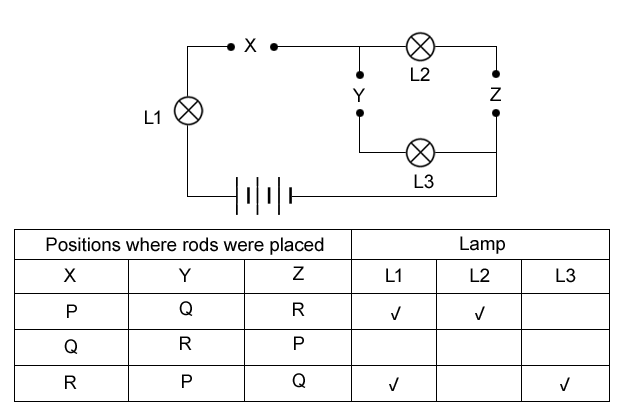 X
L2
Y
Z
L1
L3
Positions where rods were placed Lamp
X Y Z L1 L2 L3
P Q R √ √
Q R P
R P Q √ √